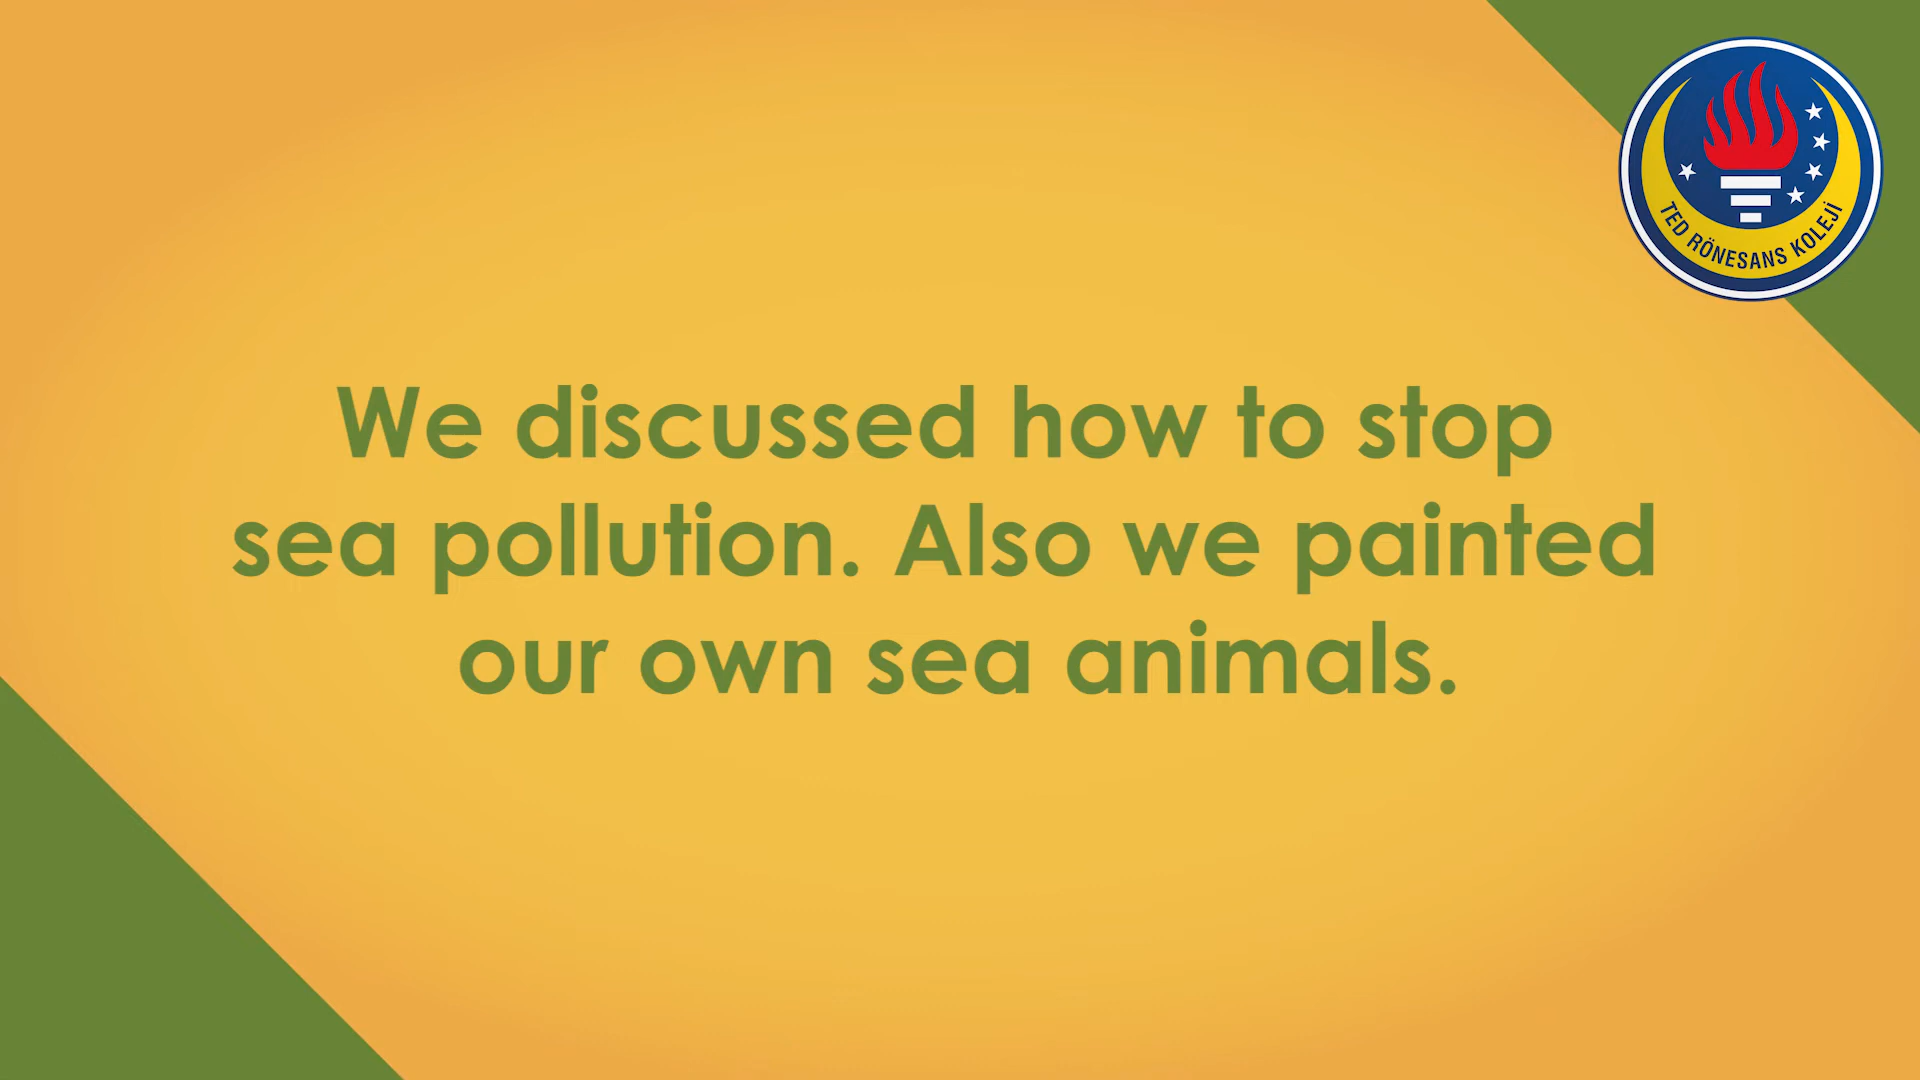 TED RÖNESANS KOLEJİ
We discussed how to stop
sea pollution. Also we painted
our own sea animals.